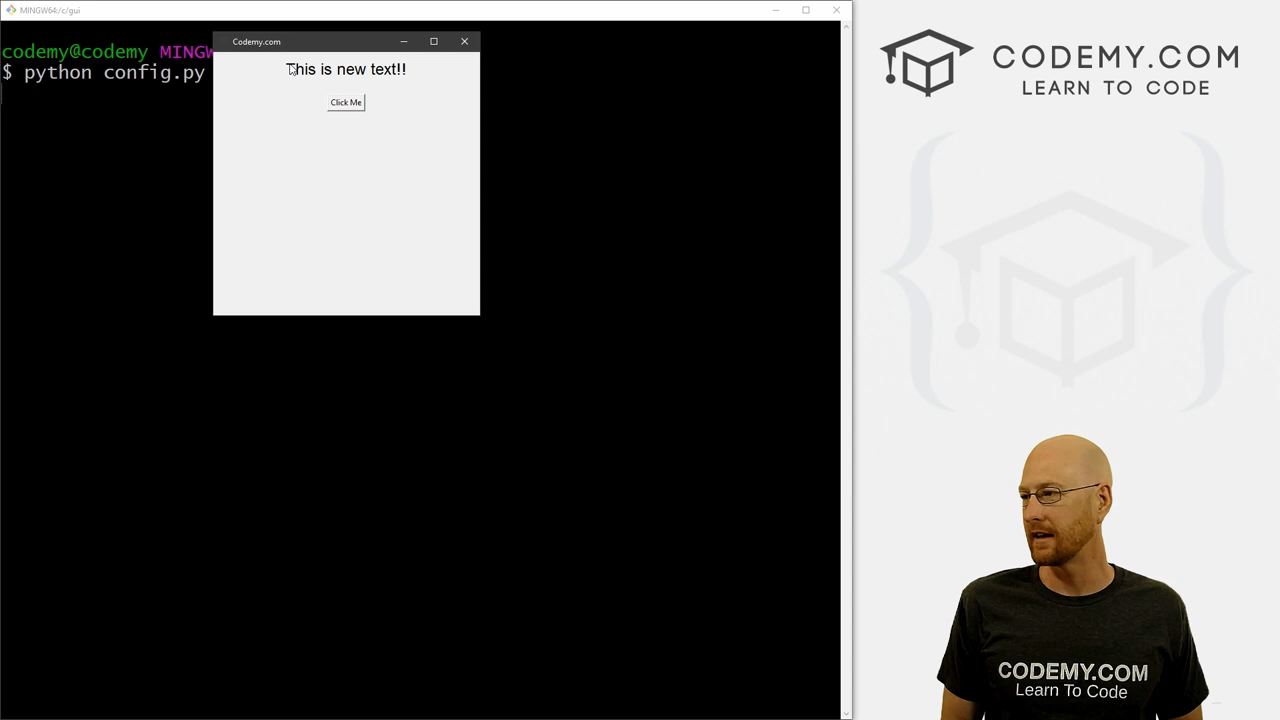 MINGW64:/c/gui
codemy@codemy MINGW
$ python config.py
Codemy.com
This is new text!!
Click Me
CODEMY.COM
LEARN TO CODE
CODEMY.COM
Learn To Code